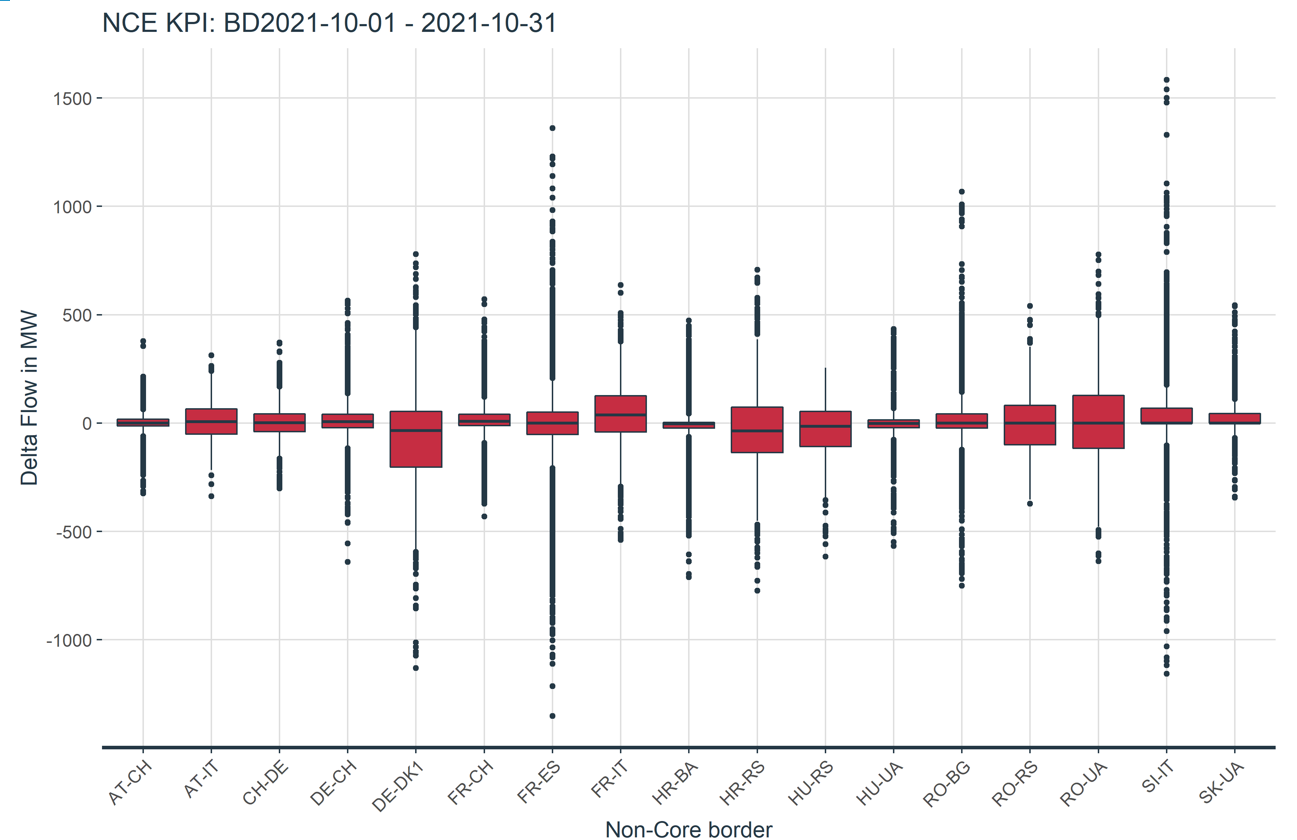 NCE KPI: BD2021-10-01 - 2021-10-31
Delta Flow in MW
1500
1000
500
0
-500
-1000
AT-CH
AT-IT
CH-DE
DE-CH
DE-DK1
FR-CH
FR-ES
FR-IT
HR-BA
HR-RS
HU-RS
HU-UA
RO-BG
RO-RS
RO-UA
SI-IT
SK-UA
Non-Core border